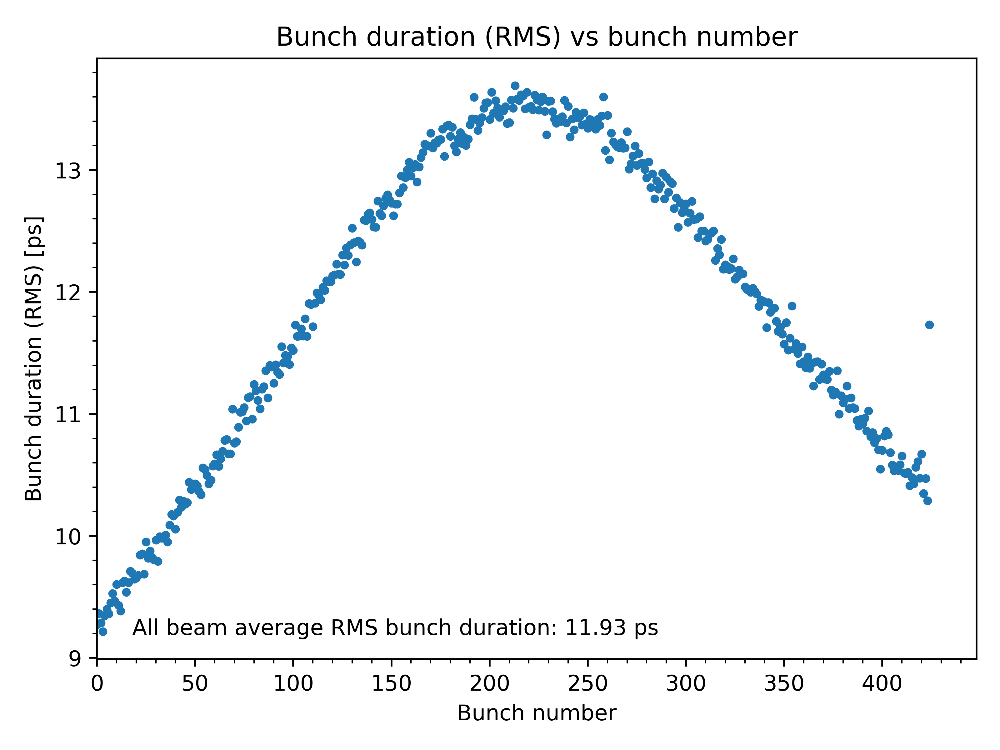 Bunch duration (RMS) vs bunch number
Bunch duration (RMS) [ps]
13
12
11
10
9
All beam average RMS bunch duration: 11.93 ps
0 50 100 150 200 250 300 350 400
Bunch number